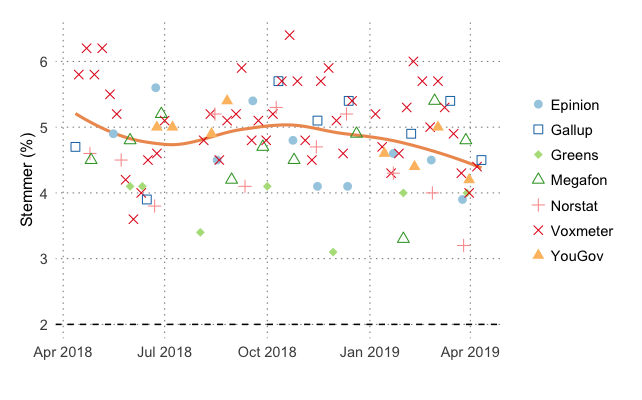 Stemmer (%)
6
5
4
3
2
Apr 2018
Jul 2018
Oct 2018
Jan 2019
Apr 2019
Epinion
Gallup
Greens
Megafon
Norstat
Voxmeter
YouGov